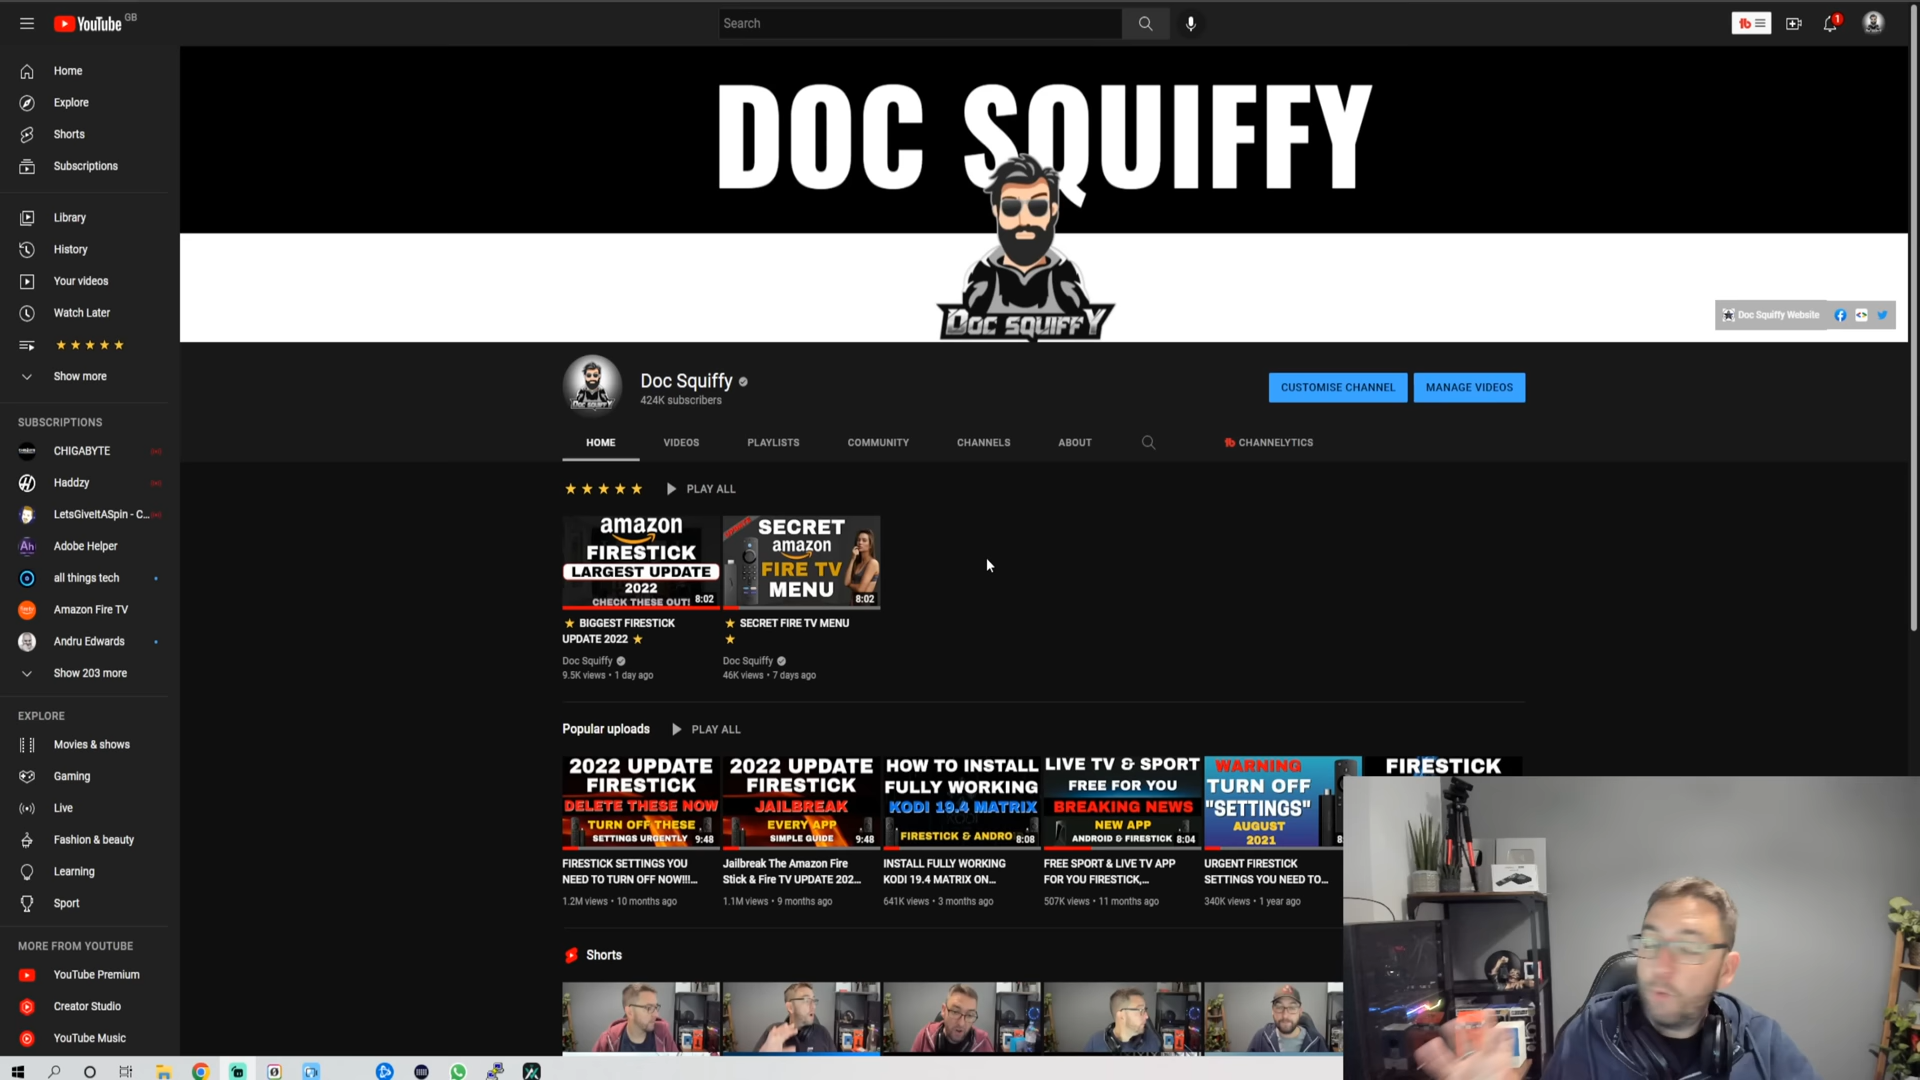 YouTube GB
Search
Home
Explore
Shorts
Subscriptions
Library
History
Your videos
Watch Later
★ ★ ★ ★ ★
Show more
SUBSCRIPTIONS
CHIGABYTE
Haddzy
LetsGiveItASpin - C...
Adobe Helper
all things tech
Amazon Fire TV
Andru Edwards
Show 203 more
EXPLORE
Movies & shows
Gaming
Live
Fashion & beauty
Learning
Sport
MORE FROM YOUTUBE
YouTube Premium
Creator Studio
YouTube Music
tb
1
DOC SQUIFFY
DOC SQUIFFY
Doc Squiffy Website
DOC SQUIFFY
Doc Squiffy
424K subscribers
CUSTOMISE CHANNEL
MANAGE VIDEOS
HOME VIDEOS PLAYLISTS COMMUNITY CHANNELS ABOUT CHANNELYTICS
★ ★ ★ ★ ★ PLAY ALL
amazon
FIRESTICK
LARGEST UPDATE
2022
CHECK THESE OUT! 8:02
★ BIGGEST FIRESTICK
UPDATE 2022 ★
Doc Squiffy
9.5K views • 1 day ago
SECRET
amazon
FIRE TV
MENU
8:02
★ SECRET FIRE TV MENU
★
Doc Squiffy
46K views • 7 days ago
Popular uploads PLAY ALL
2022 UPDATE
FIRESTICK
DELETE THESE NOW
TURN OFF THESE
SETTINGS URGENTLY 9:48
FIRESTICK SETTINGS YOU
NEED TO TURN OFF NOW!!!...
1.2M views • 10 months ago
2022 UPDATE
FIRESTICK
JAILBREAK
EVERY APP
SIMPLE GUIDE 9:48
Jailbreak The Amazon Fire
Stick & Fire TV UPDATE 202...
1.1M views • 9 months ago
HOW TO INSTALL
FULLY WORKING
KODI 19.4 MATRIX
FIRESTICK & ANDRO 8:08
INSTALL FULLY WORKING
KODI 19.4 MATRIX ON...
641K views • 3 months ago
LIVE TV & SPORT
FREE FOR YOU
BREAKING NEWS
NEW APP
ANDROID & FIRESTICK 8:04
FREE SPORT & LIVE TV APP
FOR YOU FIRESTICK,...
507K views • 11 months ago
WARNING
TURN OFF
"SETTINGS"
AUGUST
2021
8
URGENT FIRESTICK
SETTINGS YOU NEED TO...
340K views • 1 year ago
FIRESTICK
Shorts